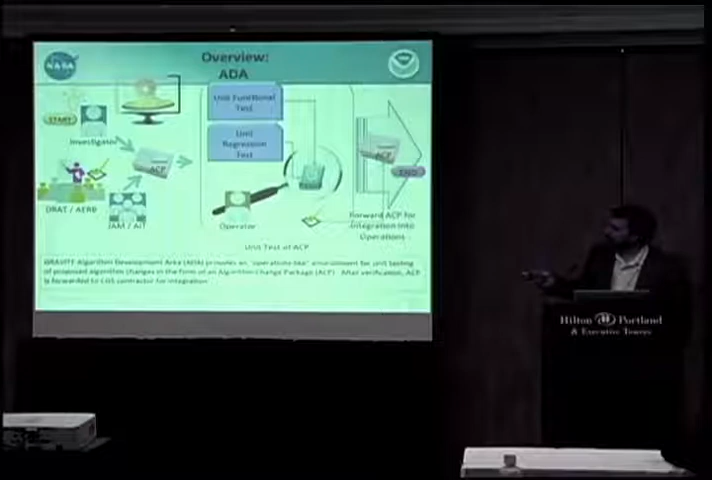 NASA
Overview:
ADA
START
Investigator
ACP
DRAT / AERB
JAM / AIT
Unit Functional
Test
Unit
Regression
Test
Operator
Unit Test of ACP
ACP
END
Forward ACP for
Integration Into
Operations
GRAVITE Algorithm Development Area (ADA) provides an "operations-like" environment for unit testing
of proposed algorithm changes in the form of an Algorithm Change Package (ACP). After verification, ACP
is forwarded to CGS contractor for integration
Hilton Portland
& Executive Towers